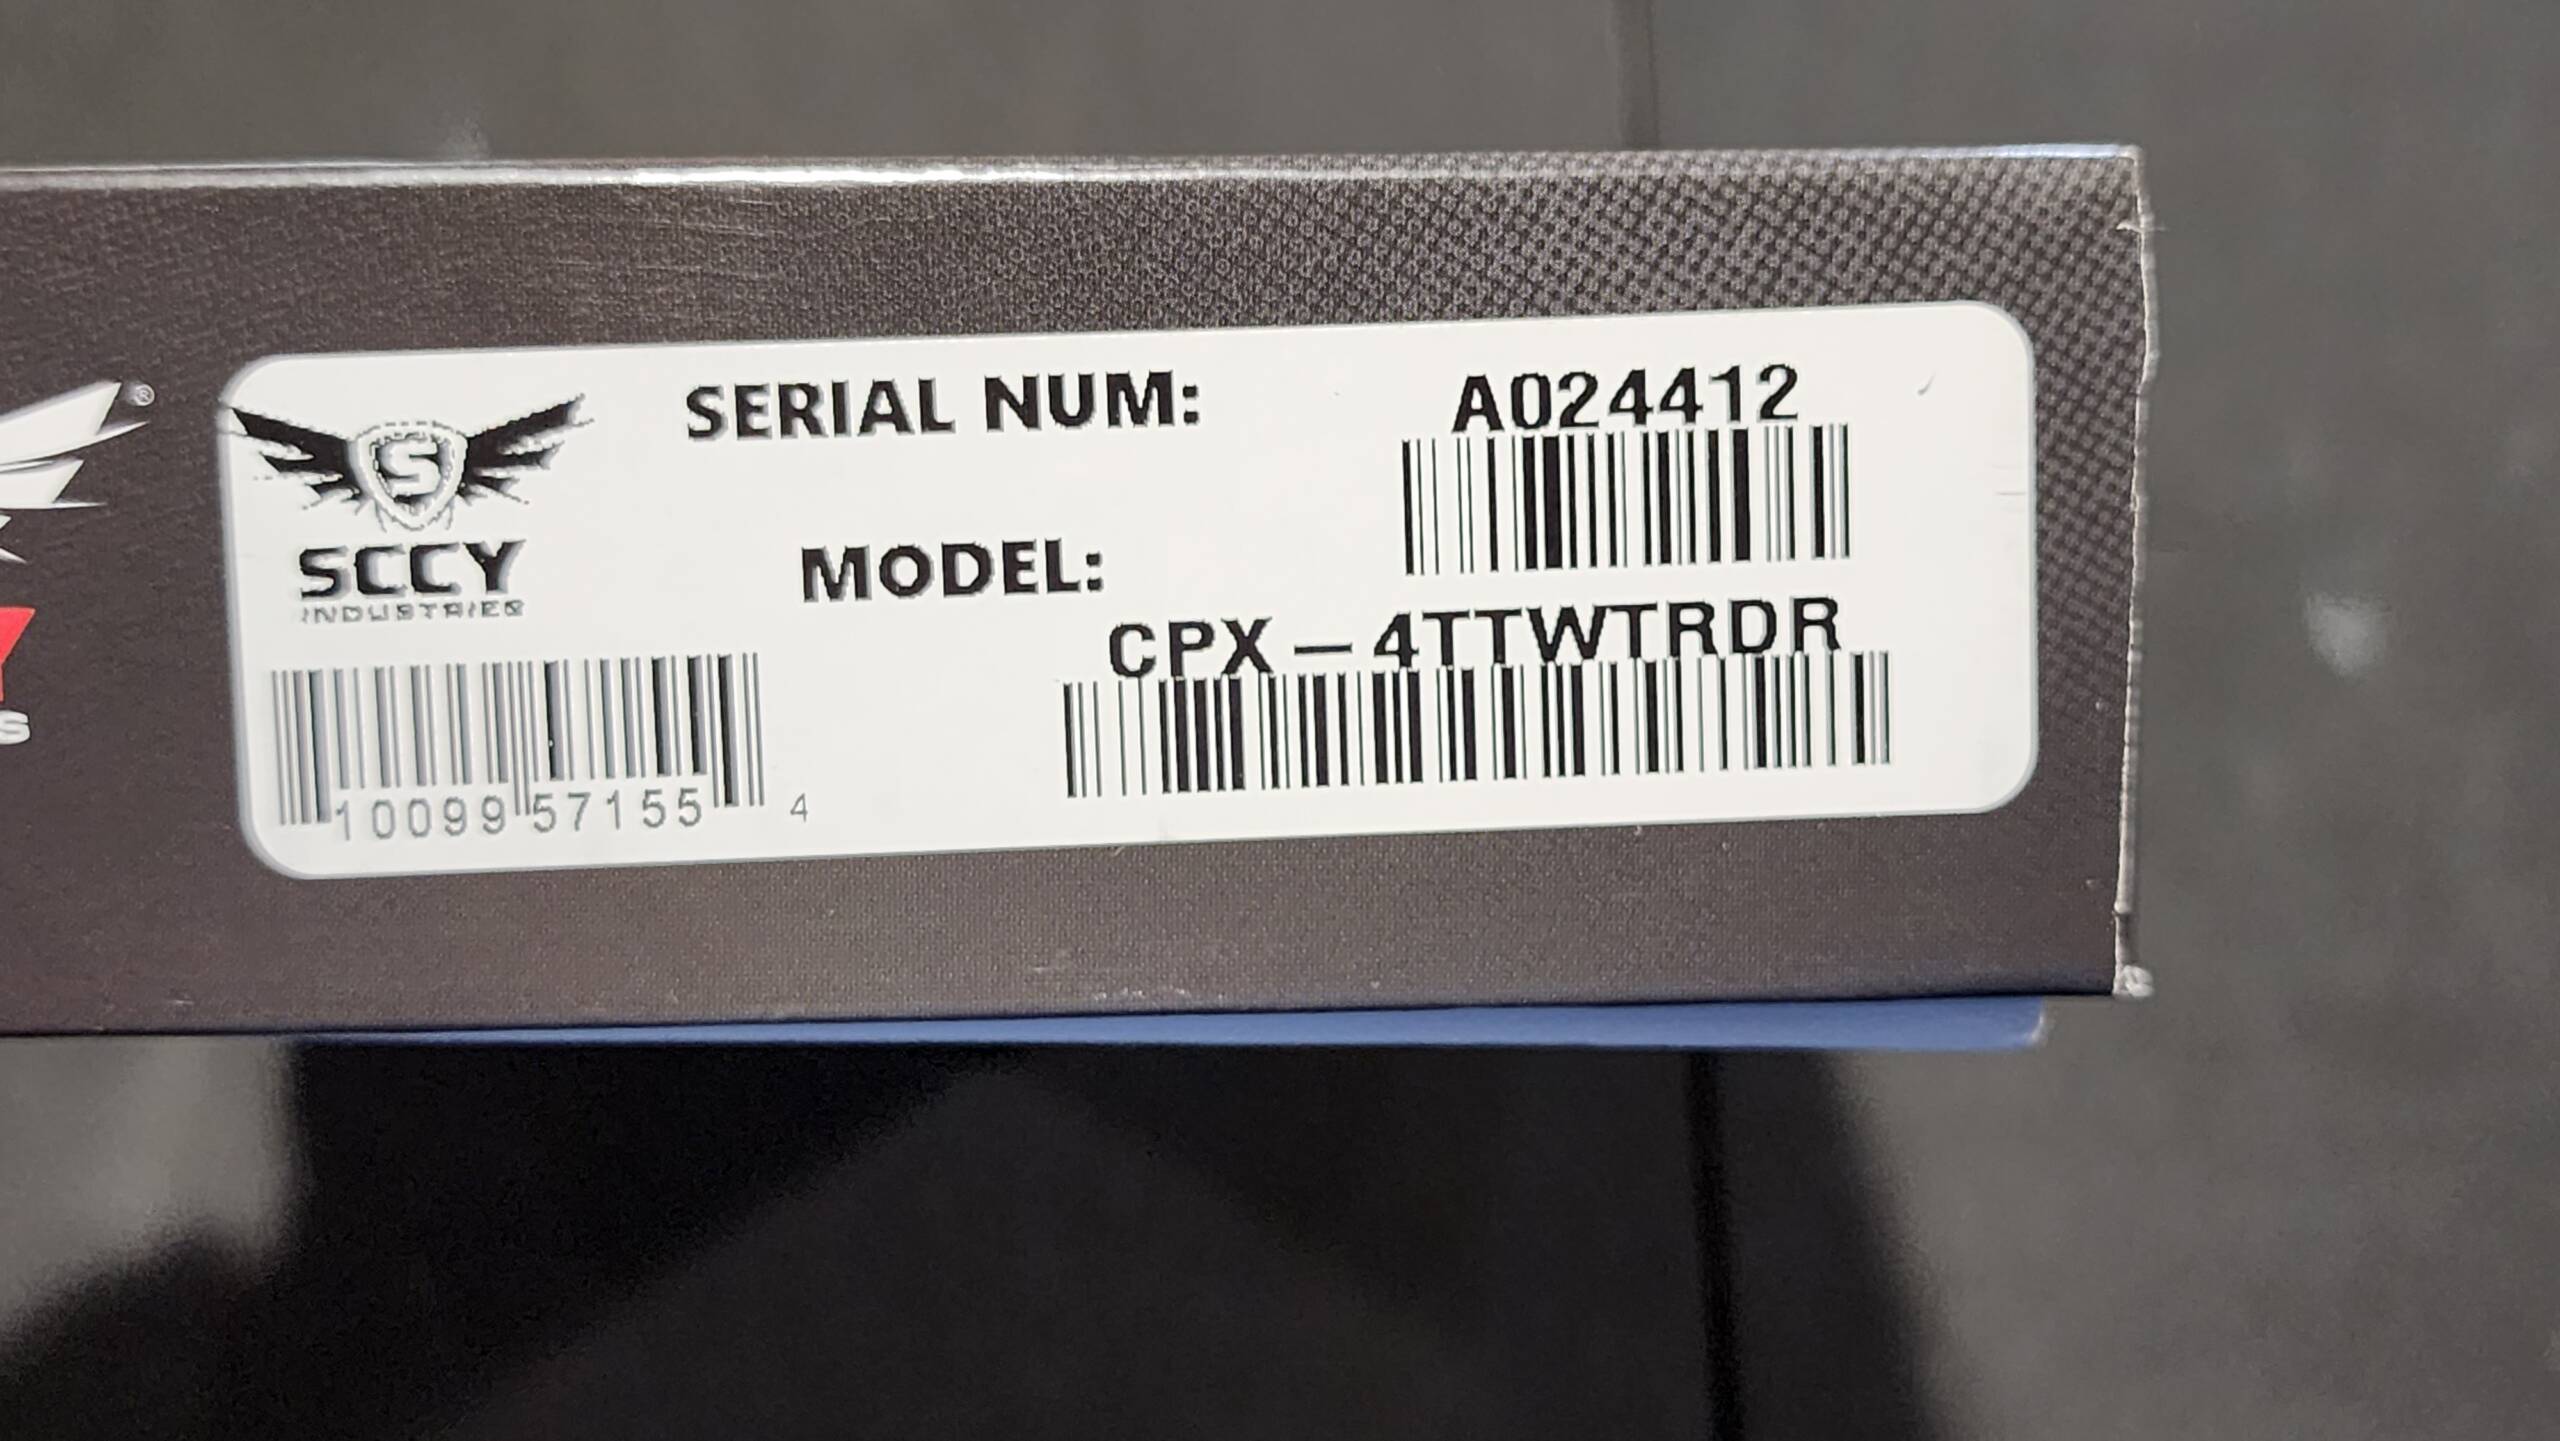 ®
Y
S
SERIAL NUM: A024412
S
SCCY
INDUSTRIES
MODEL:
CPX-4TTWTRDR
10099 57155 4